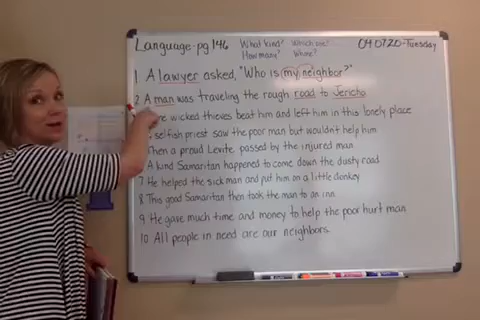 Language-pg 146
What kind? Which one?
How many? Whose?
04 07 20-Tuesday
1 A lawyer asked, "Who is my neighbor?"
2 A man was traveling the rough road to Jericho
wicked thieves beat him and left him in this lonely place
selfish priest saw the poor man but wouldn't help him
Then a proud Levite passed by the injured man
A kind Samaritan happened to come down the dusty road
7 He helped the sick man and put him on a little donkey
8 This good Samaritan then took the man to an inn
9 He gave much time and money to help the poor hurt man
10 All people in need are our neighbors.